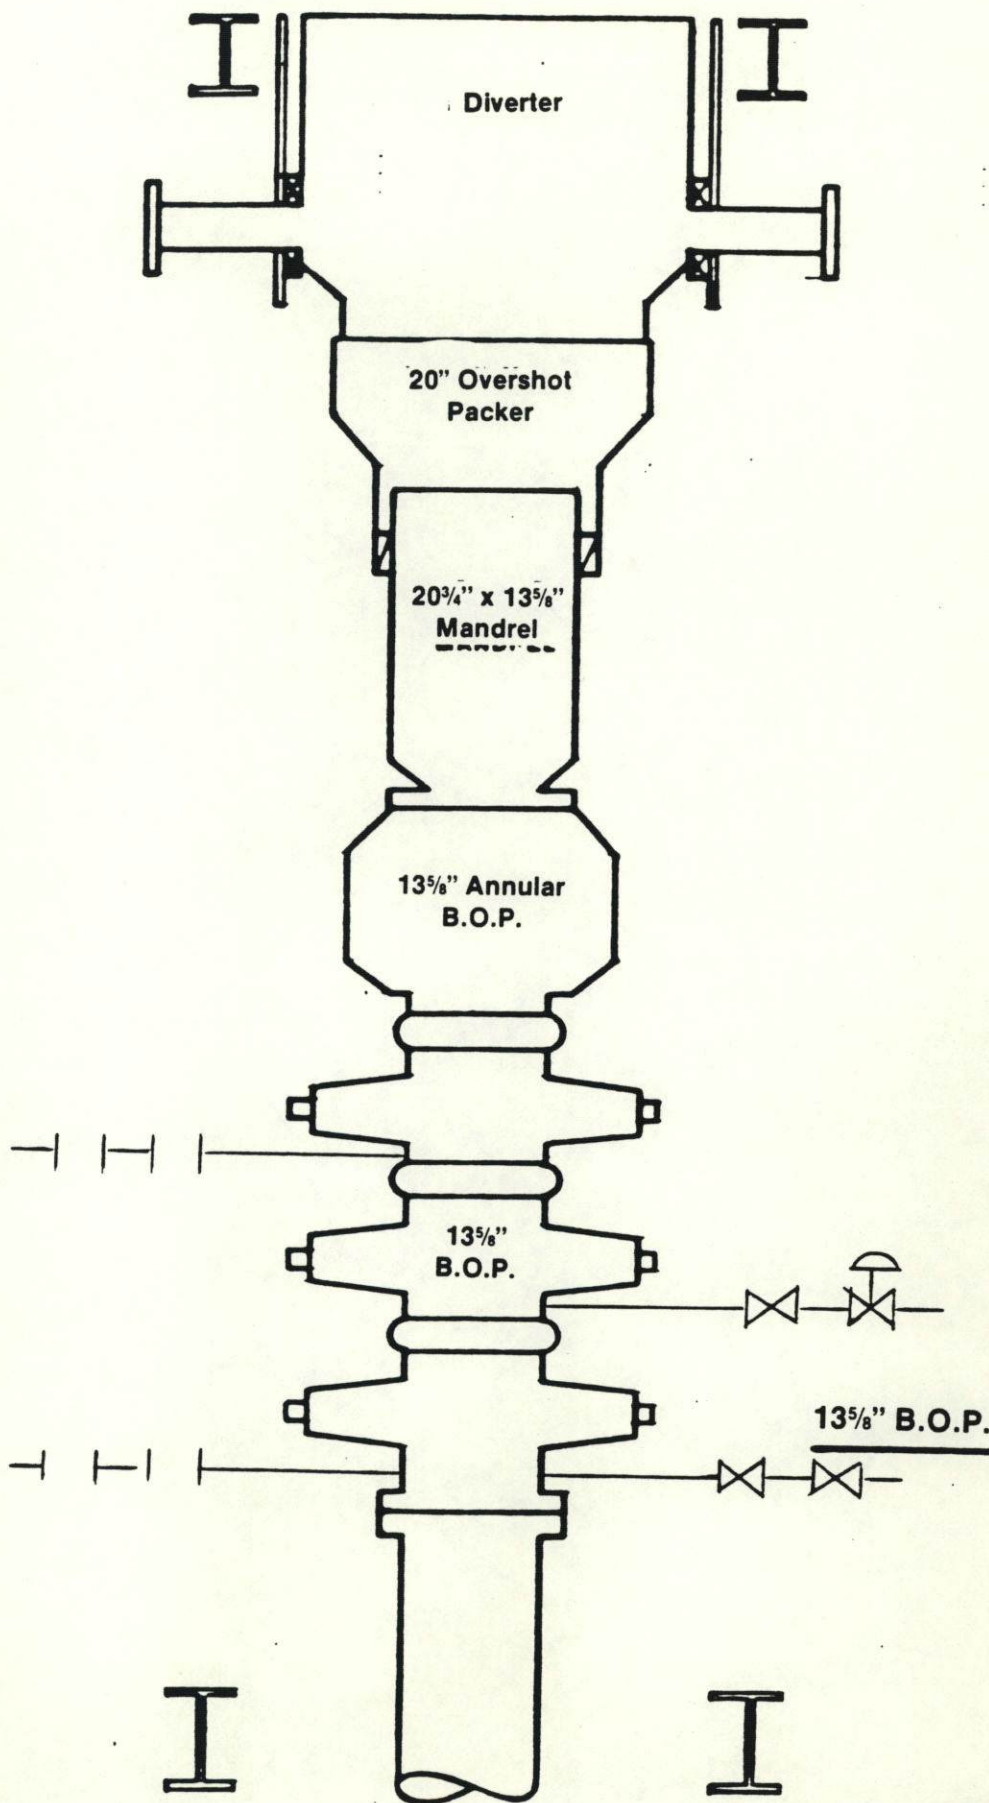 Diverter
20" Overshot
Packer
20¾" x 13⅝"
Mandrel
13⅝" Annular
B.O.P.
13⅝"
B.O.P.
13⅝" B.O.P.